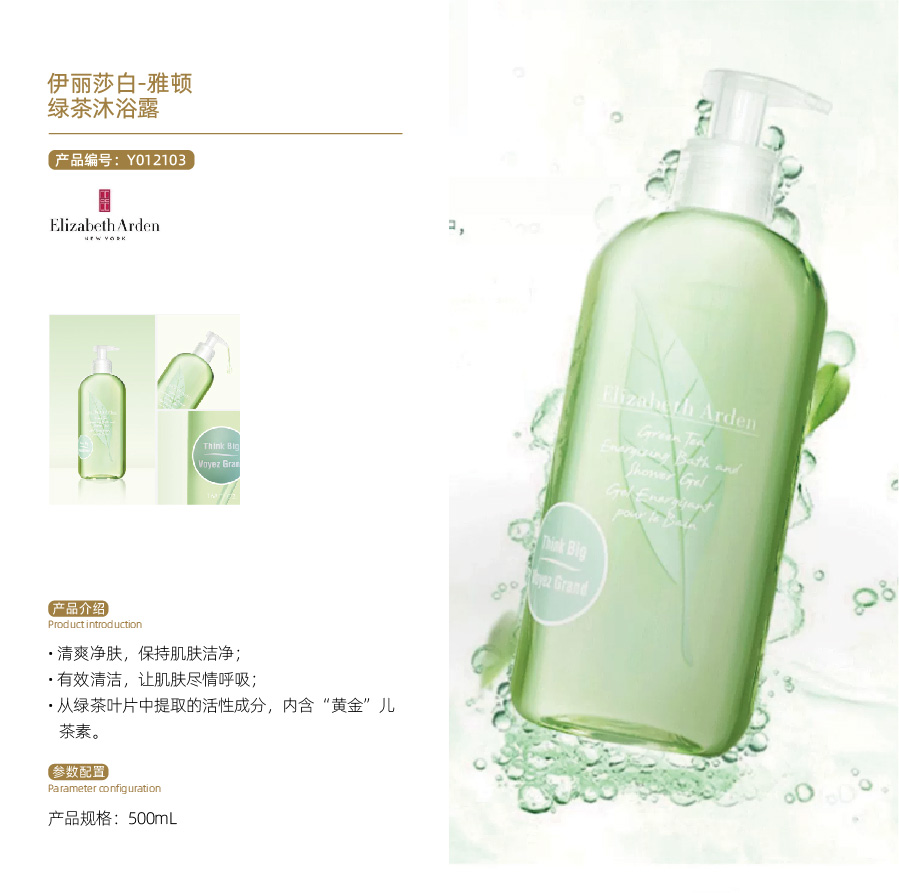 伊丽莎白-雅顿
绿茶沐浴露
产品编号：Y012103
Elizabeth Arden
NEW YORK
Think Big
Voyez Grand
产品介绍
Product introduction
• 清爽净肤，保持肌肤洁净；
• 有效清洁，让肌肤尽情呼吸；
• 从绿茶叶片中提取的活性成分，内含“黄金”儿
茶素。
参数配置
Parameter configuration
产品规格：500mL
Elizabeth Arden
Green Tea
Energizing Bath and
Shower Gel
Gel Énergisant
pour le Bain
Think Big
Voyez Grand